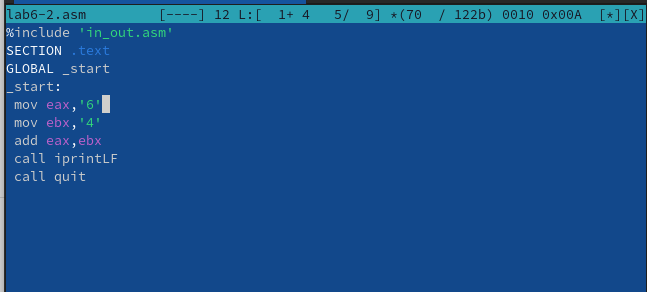 lab6-2.asm [----] 12 L:[ 1+ 4 5/ 9] *(70 / 122b) 0010 0x00A [*][X]
%include 'in_out.asm'
SECTION .text
GLOBAL _start
_start:
mov eax,'6'
mov ebx,'4'
add eax,ebx
call iprintLF
call quit